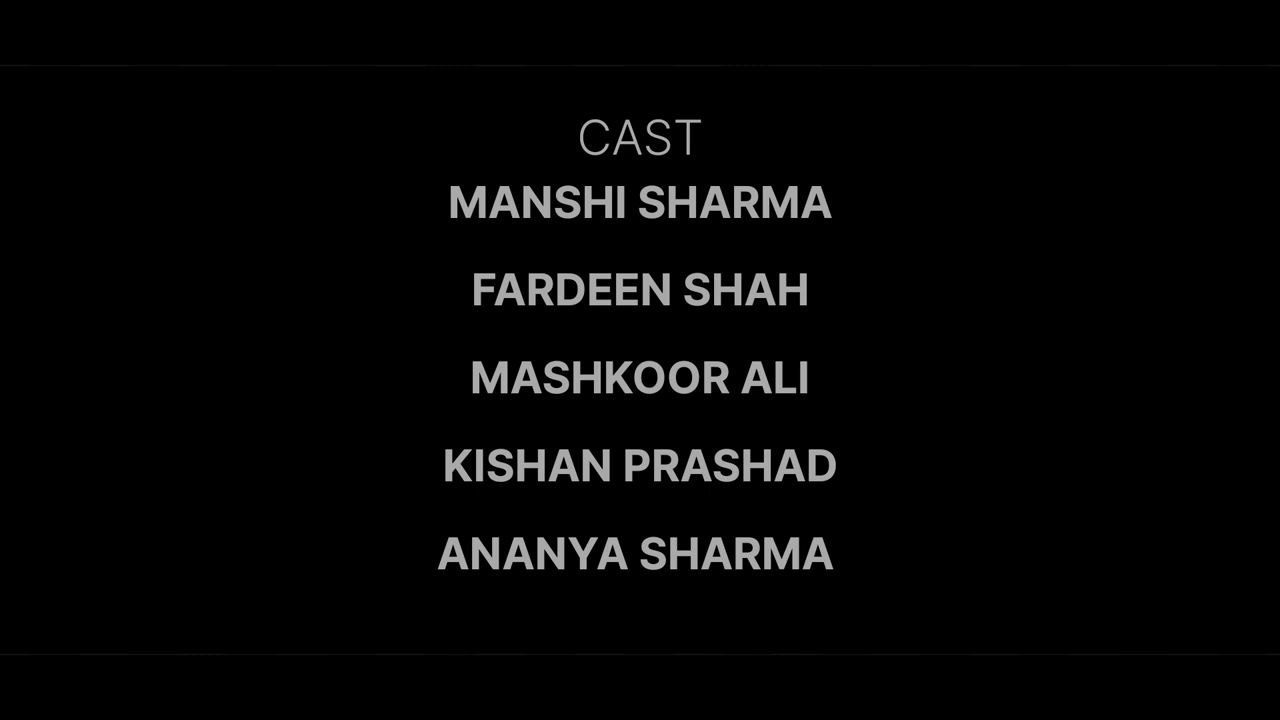 CAST
MANSHI SHARMA
FARDEEN SHAH
MASHKOOR ALI
KISHAN PRASHAD
ANANYA SHARMA